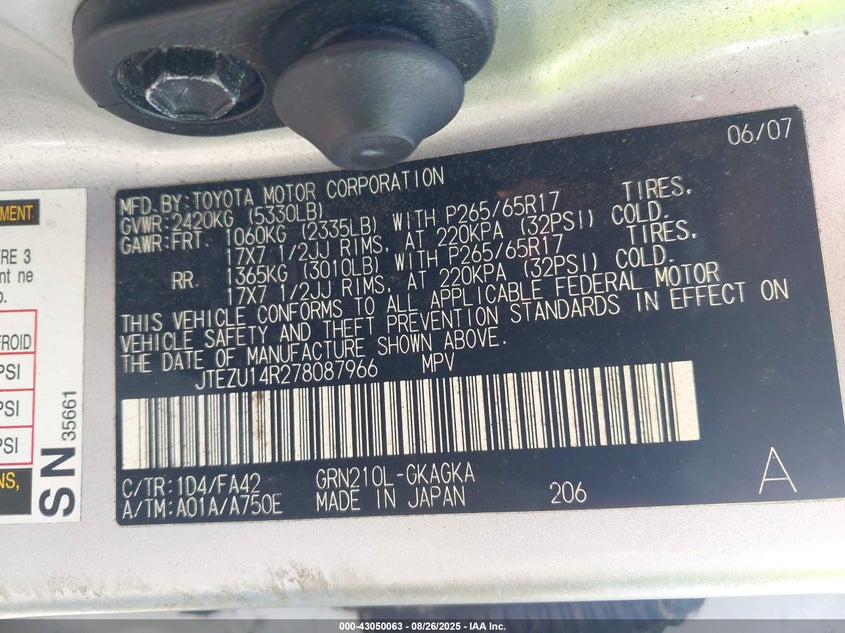 06/07
MFD.BY:TOYOTA MOTOR CORPORATION
GVWR:2420KG (5330LB)
GAWR:FRT. 1060KG (2335LB) WITH P265/65R17 TIRES,
17X7 1/2JJ RIMS, AT 220KPA (32PSI) COLD.
RR. 1365KG (3010LB) WITH P265/65R17 TIRES,
17X7 1/2JJ RIMS, AT 220KPA (32PSI) COLD.
THIS VEHICLE CONFORMS TO ALL APPLICABLE FEDERAL MOTOR
VEHICLE SAFETY AND THEFT PREVENTION STANDARDS IN EFFECT ON
THE DATE OF MANUFACTURE SHOWN ABOVE.
JTEZU14R278087966 MPV
C/TR:1D4/FA42 GRN210L-GKAGKA
A/TM:A01A/A750E MADE IN JAPAN 206 A
EMENT
ERE 3
nt ne
o.
FROID
PSI
PSI
PSI
NS,
SN 35661
000-43050063 - 08/26/2025 - IAA Inc.